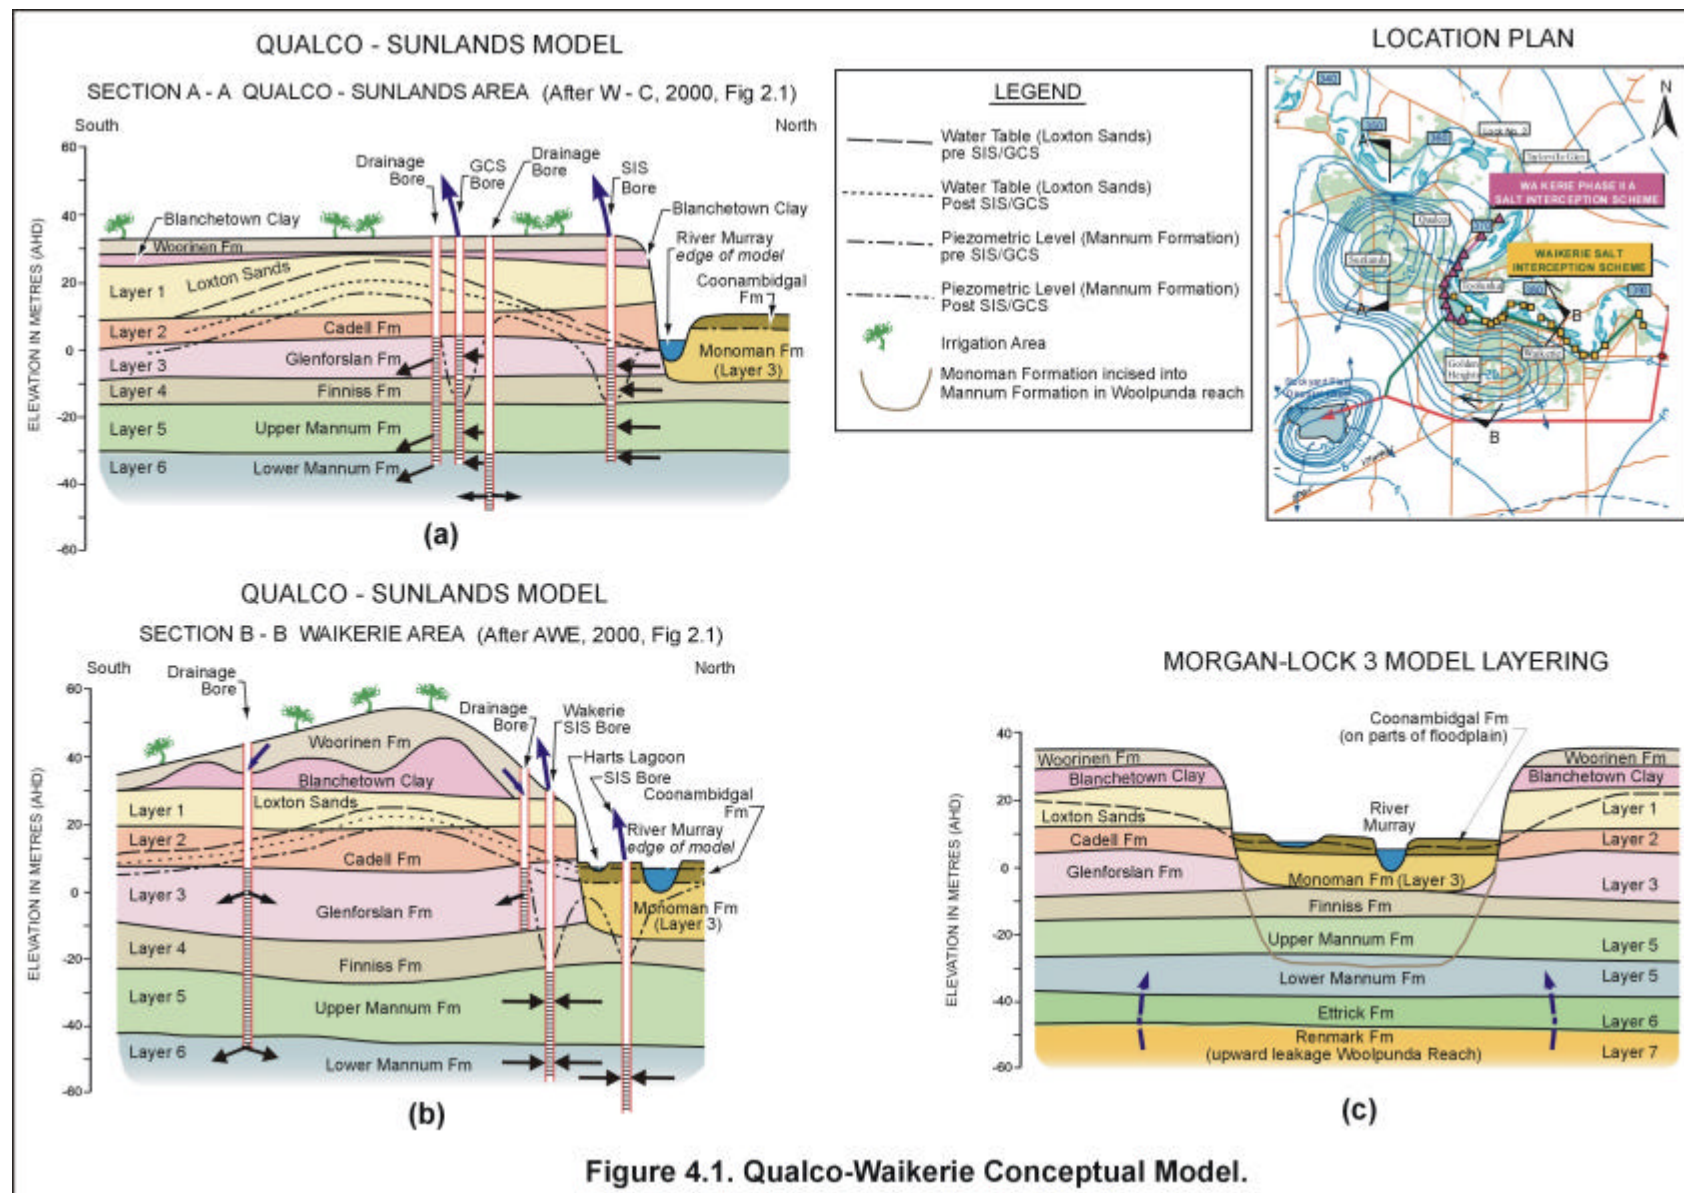 QUALCO - SUNLANDS MODEL
SECTION A - A QUALCO - SUNLANDS AREA (After W - C, 2000, Fig 2.1)
South
North
ELEVATION IN METRES (AHD)
60
40
20
0
-20
-40
-60
Drainage
Bore
GCS
Bore
Drainage
Bore
SIS
Bore
Blanchetown Clay
Blanchetown Clay
River Murray
edge of model
Coonambidgal
Fm
Woorinen Fm
Loxton Sands
Layer 1
Layer 2
Cadell Fm
Layer 3
Glenforslan Fm
Monoman Fm
(Layer 3)
Layer 4
Finniss Fm
Layer 5
Upper Mannum Fm
Layer 6
Lower Mannum Fm
(a)
LEGEND
Water Table (Loxton Sands)
pre SIS/GCS
Water Table (Loxton Sands)
Post SIS/GCS
Piezometric Level (Mannum Formation)
pre SIS/GCS
Piezometric Level (Mannum Formation)
Post SIS/GCS
Irrigation Area
Monoman Formation incised into
Mannum Formation in Woolpunda reach
LOCATION PLAN
N
340
350
380
Lock No. 2
A
WAIKERIE PHASE II A
SALT INTERCEPTION SCHEME
Qualco
370
WAIKERIE SALT
INTERCEPTION SCHEME
Sunlands
A
380
390
B
Waikerie
Golden
Heights
B
QUALCO - SUNLANDS MODEL
SECTION B - B WAIKERIE AREA (After AWE, 2000, Fig 2.1)
South
North
ELEVATION IN METRES (AHD)
60
40
20
0
-20
-40
-60
Drainage
Bore
Drainage
Bore
Wakerie
SIS Bore
Harts Lagoon
SIS Bore
Coonambidgal
Fm
River Murray
edge of model
Woorinen Fm
Blanchetown Clay
Layer 1
Loxton Sands
Layer 2
Cadell Fm
Layer 3
Glenforslan Fm
Monoman Fm
(Layer 3)
Layer 4
Finniss Fm
Layer 5
Upper Mannum Fm
Layer 6
Lower Mannum Fm
(b)
MORGAN-LOCK 3 MODEL LAYERING
ELEVATION IN METRES (AHD)
40
20
0
-20
-40
-60
Coonambidgal Fm
(on parts of floodplain)
Woorinen Fm
Woorinen Fm
Blanchetown Clay
Blanchetown Clay
Loxton Sands
River
Murray
Layer 1
Cadell Fm
Layer 2
Glenforslan Fm
Monoman Fm (Layer 3)
Layer 3
Finniss Fm
Upper Mannum Fm
Layer 5
Lower Mannum Fm
Layer 5
Ettrick Fm
Layer 6
Renmark Fm
(upward leakage Woolpunda Reach)
Layer 7
(c)
Figure 4.1. Qualco-Waikerie Conceptual Model.